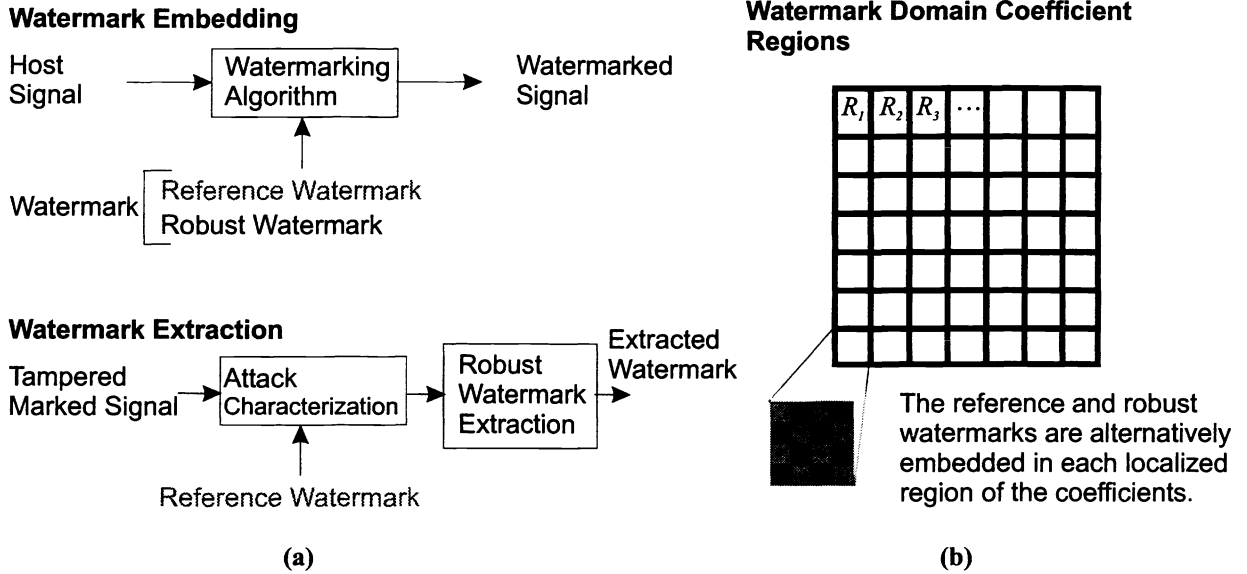 Watermark Embedding
Host
Signal
Watermarking
Algorithm
Watermarked
Signal
Watermark
Reference Watermark
Robust Watermark
Watermark Extraction
Tampered
Marked Signal
Attack
Characterization
Robust
Watermark
Extraction
Extracted
Watermark
Reference Watermark
(a)
Watermark Domain Coefficient
Regions
R₁ R₂ R₃ ...
The reference and robust
watermarks are alternatively
embedded in each localized
region of the coefficients.
(b)